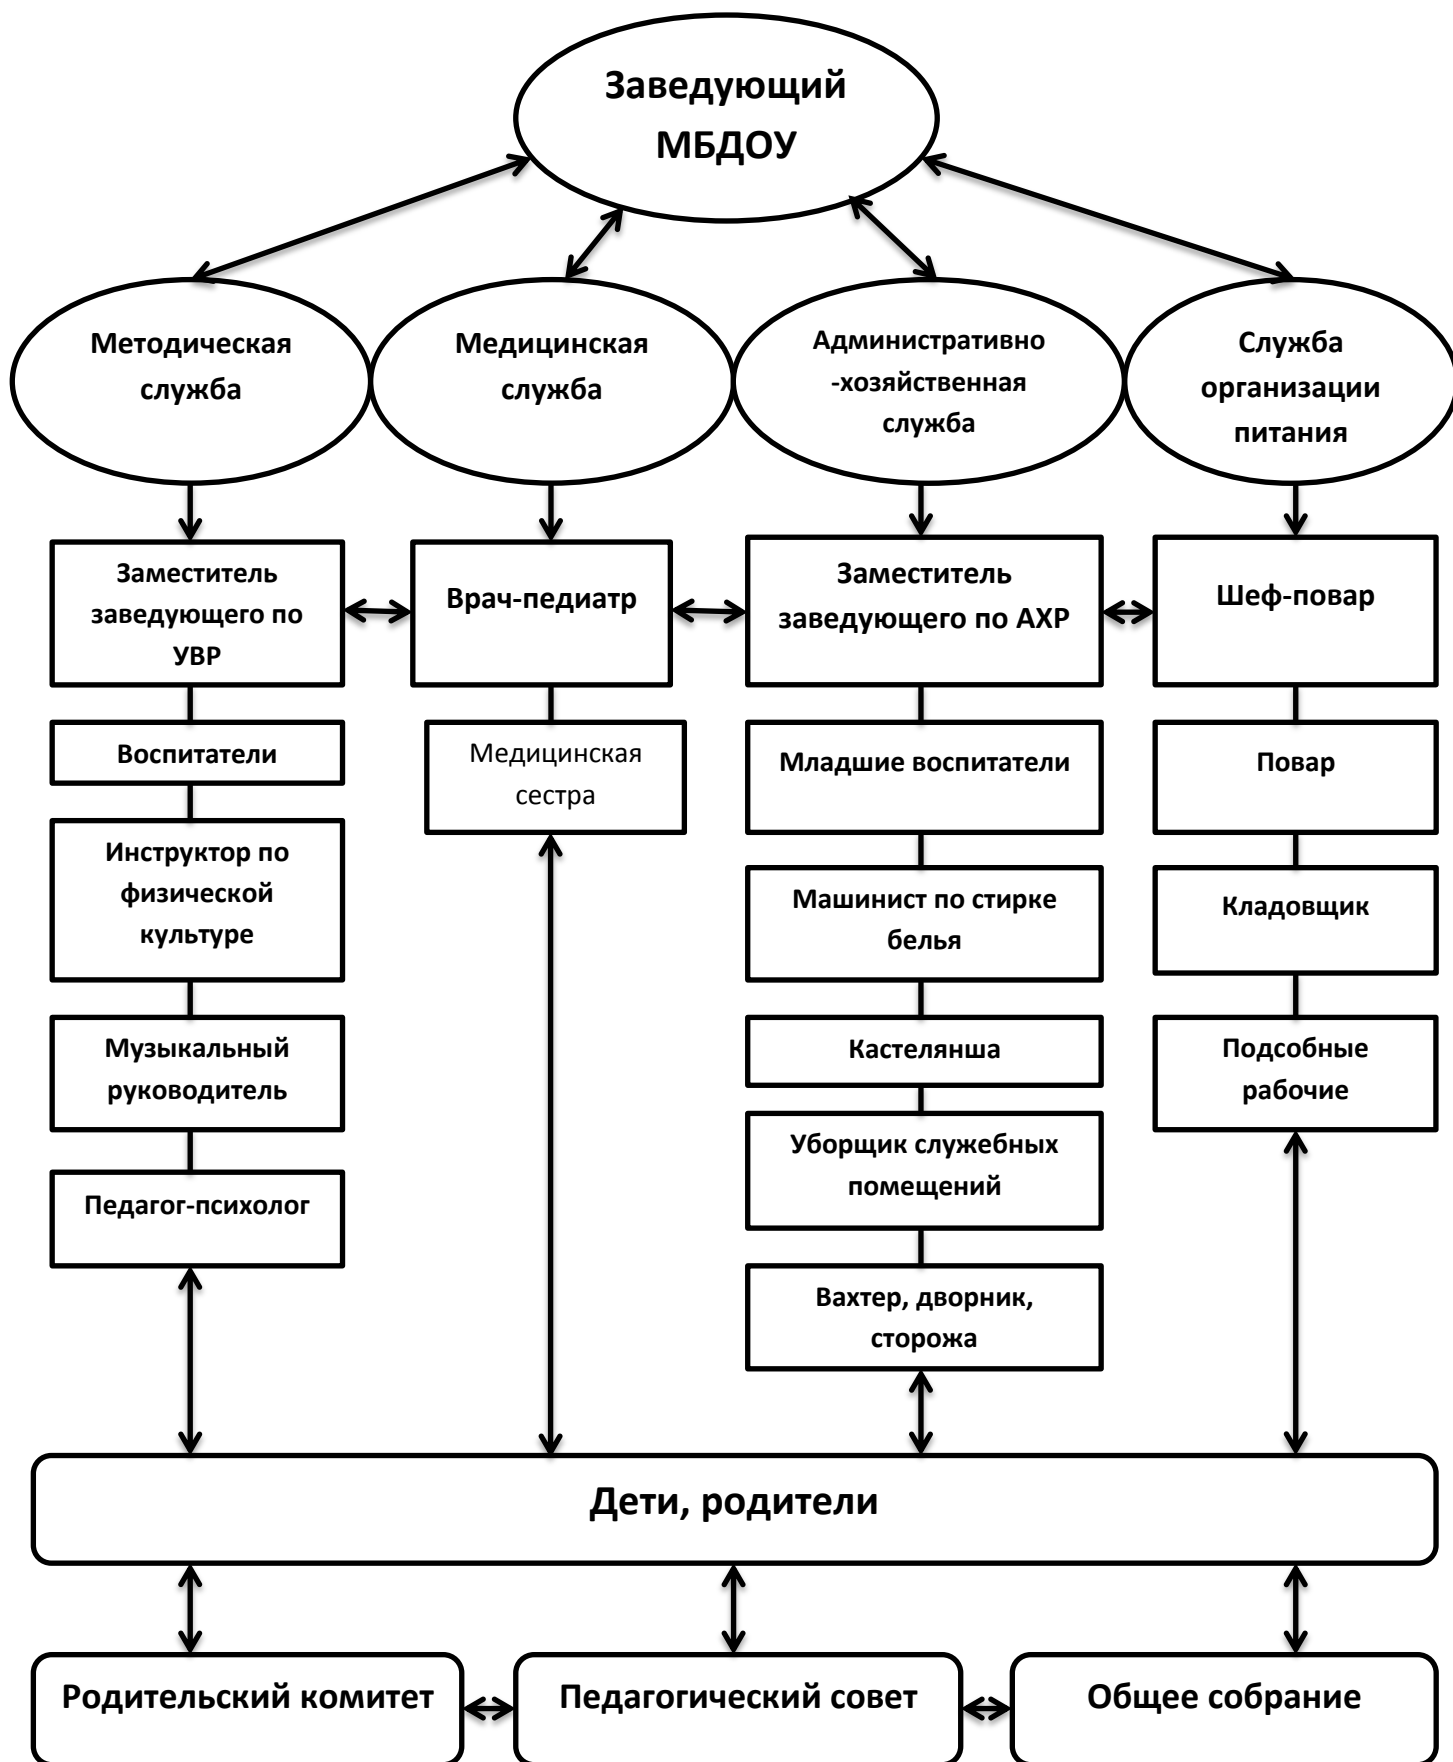 Заведующий
МБДОУ
Методическая
служба
Медицинская
служба
Административно
-хозяйственная
служба
Служба
организации
питания
Заместитель
заведующего по
УВР
Врач-педиатр
Заместитель
заведующего по АХР
Шеф-повар
Воспитатели
Медицинская
сестра
Младшие воспитатели
Повар
Инструктор по
физической
культуре
Машинист по стирке
белья
Кладовщик
Музыкальный
руководитель
Кастелянша
Подсобные
рабочие
Уборщик служебных
помещений
Педагог-психолог
Вахтер, дворник,
сторожа
Дети, родители
Родительский комитет
Педагогический совет
Общее собрание